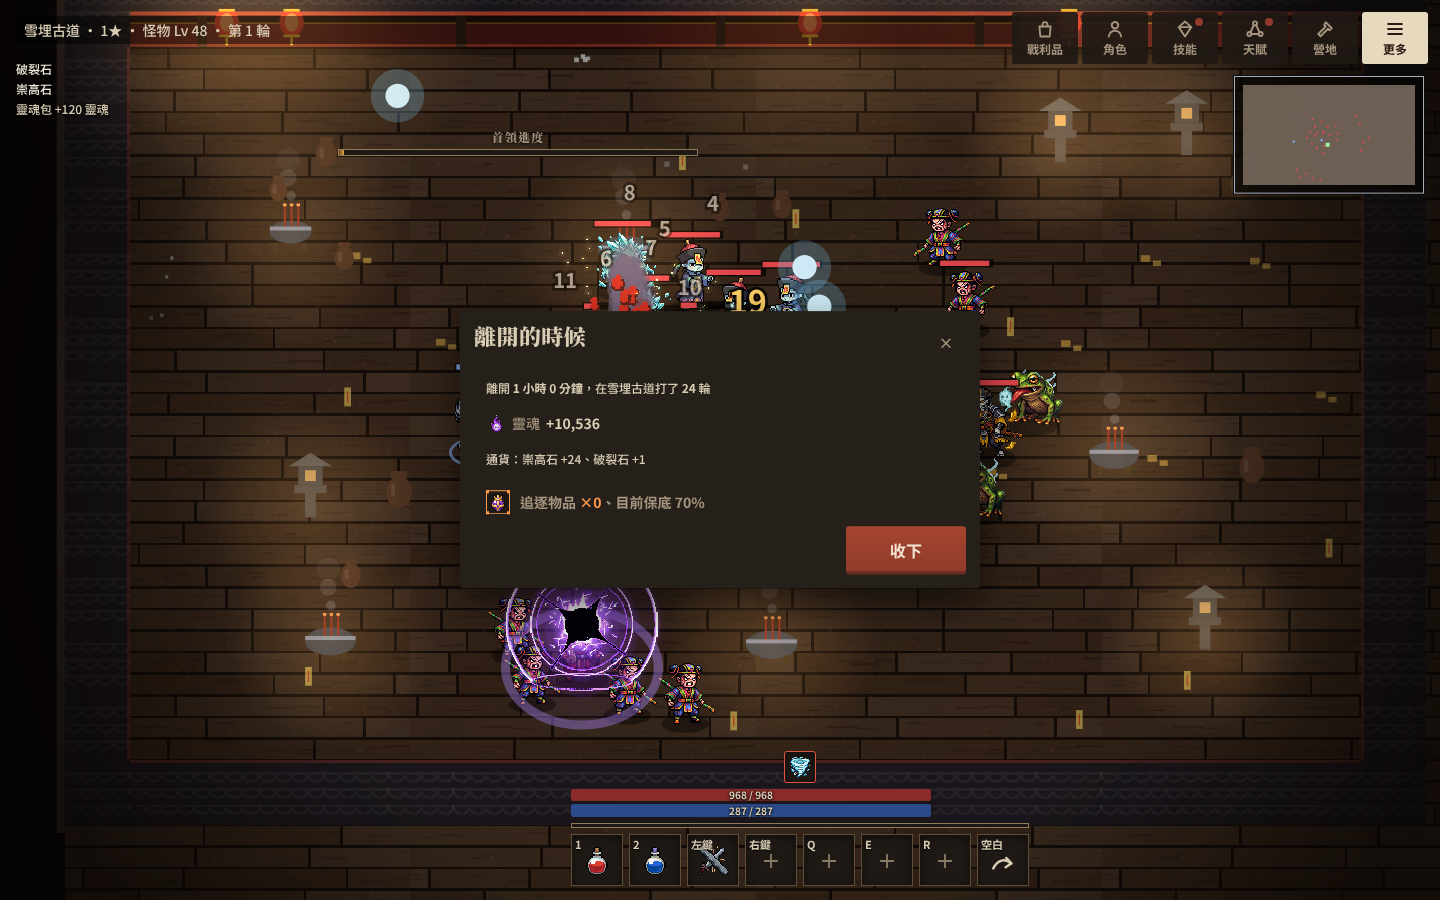 雪埋古道 · 1★ · 怪物 Lv 48 · 第 1 輪
戰利品
角色
技能
天賦
營地
更多
破裂石
崇高石
靈魂包 +120 靈魂
首領進度
8
4
5
7
6
11
10
19
離開的時候
×
離開 1 小時 0 分鐘，在雪埋古道打了 24 輪
靈魂 +10,536
通貨：崇高石 +24、破裂石 +1
追逐物品 ×0、目前保底 70%
收下
968 / 968
287 / 287
1
2
左鍵
右鍵
Q
E
R
空白